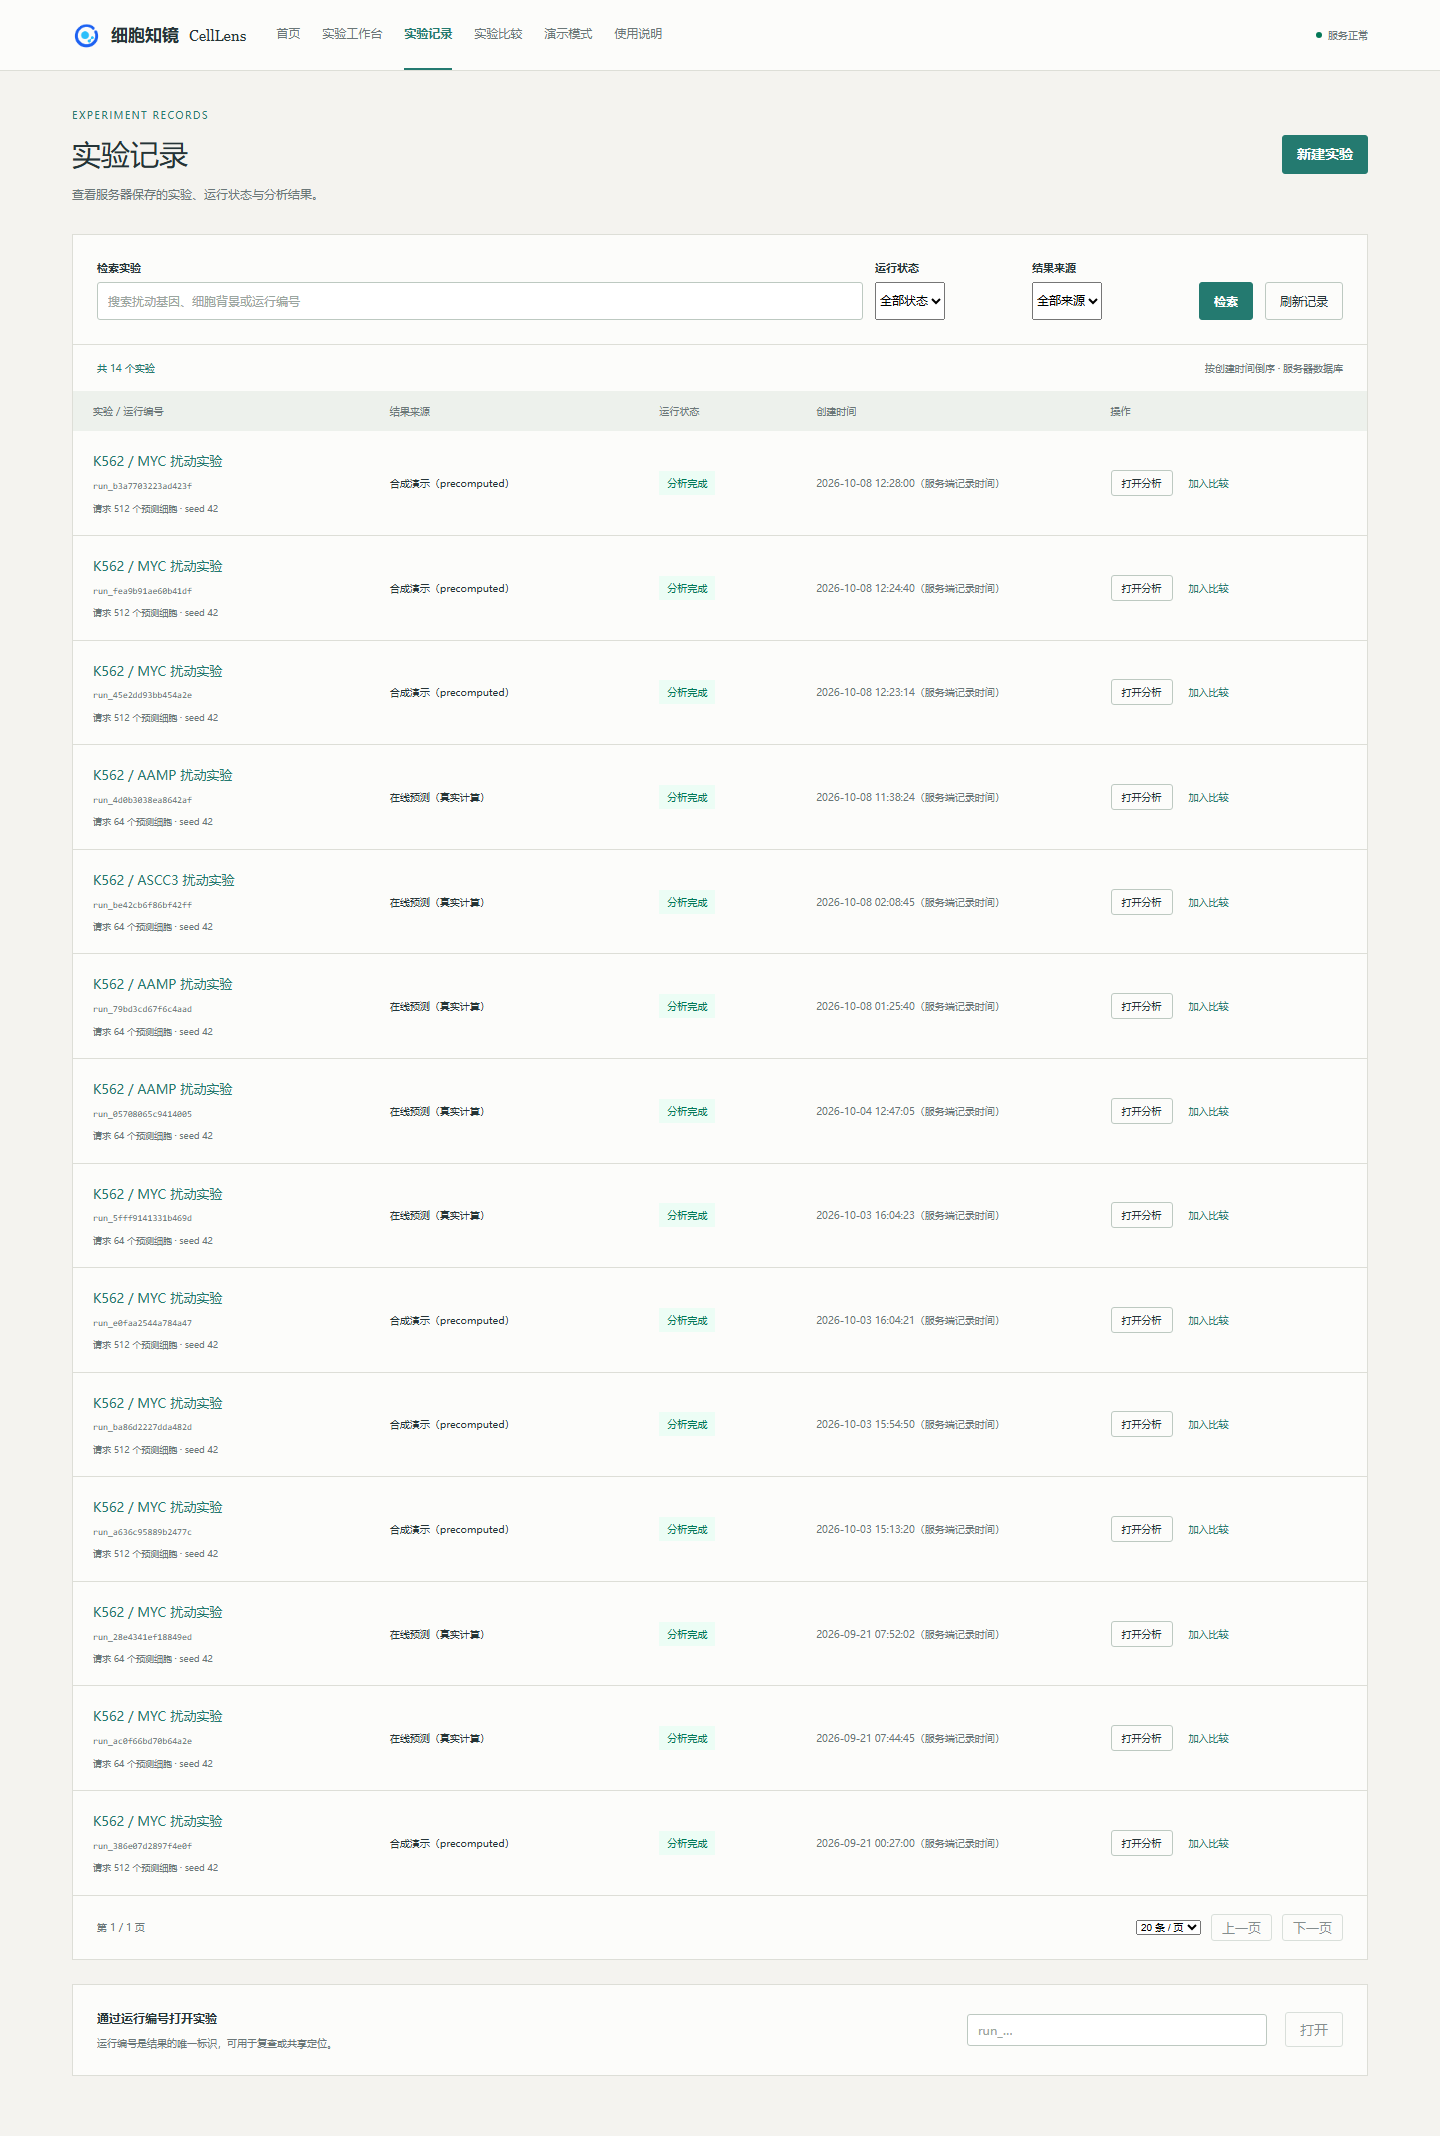 细胞知镜 CellLens 首页 实验工作台 实验记录 实验比较 演示模式 使用说明 服务正常
EXPERIMENT RECORDS
实验记录
新建实验
查看服务器保存的实验、运行状态与分析结果。
检索实验 运行状态 结果来源
搜索扰动基因、细胞背景或运行编号 全部状态 全部来源 检索 刷新记录
共 14 个实验 按创建时间倒序 · 服务器数据库
实验 / 运行编号 结果来源 运行状态 创建时间 操作
K562 / MYC 扰动实验
run_b3a7703223ad423f
请求 512 个预测细胞 · seed 42
合成演示（precomputed） 分析完成 2026-10-08 12:28:00（服务端记录时间） 打开分析 加入比较
K562 / MYC 扰动实验
run_fea9b91ae60b41df
请求 512 个预测细胞 · seed 42
合成演示（precomputed） 分析完成 2026-10-08 12:24:40（服务端记录时间） 打开分析 加入比较
K562 / MYC 扰动实验
run_45e2dd93bb454a2e
请求 512 个预测细胞 · seed 42
合成演示（precomputed） 分析完成 2026-10-08 12:23:14（服务端记录时间） 打开分析 加入比较
K562 / AAMP 扰动实验
run_4d0b3038ea8642af
请求 64 个预测细胞 · seed 42
在线预测（真实计算） 分析完成 2026-10-08 11:38:24（服务端记录时间） 打开分析 加入比较
K562 / ASCC3 扰动实验
run_be42cb6f86bf42ff
请求 64 个预测细胞 · seed 42
在线预测（真实计算） 分析完成 2026-10-08 02:08:45（服务端记录时间） 打开分析 加入比较
K562 / AAMP 扰动实验
run_79bd3cd67f6c4aad
请求 64 个预测细胞 · seed 42
在线预测（真实计算） 分析完成 2026-10-08 01:25:40（服务端记录时间） 打开分析 加入比较
K562 / AAMP 扰动实验
run_05708065c9414005
请求 64 个预测细胞 · seed 42
在线预测（真实计算） 分析完成 2026-10-04 12:47:05（服务端记录时间） 打开分析 加入比较
K562 / MYC 扰动实验
run_5fff9141331b469d
请求 64 个预测细胞 · seed 42
在线预测（真实计算） 分析完成 2026-10-03 16:04:23（服务端记录时间） 打开分析 加入比较
K562 / MYC 扰动实验
run_e0faa2544a784a47
请求 512 个预测细胞 · seed 42
合成演示（precomputed） 分析完成 2026-10-03 16:04:21（服务端记录时间） 打开分析 加入比较
K562 / MYC 扰动实验
run_ba86d2227dda482d
请求 512 个预测细胞 · seed 42
合成演示（precomputed） 分析完成 2026-10-03 15:54:50（服务端记录时间） 打开分析 加入比较
K562 / MYC 扰动实验
run_a636c95889b2477c
请求 512 个预测细胞 · seed 42
合成演示（precomputed） 分析完成 2026-10-03 15:13:20（服务端记录时间） 打开分析 加入比较
K562 / MYC 扰动实验
run_28e4341ef18849ed
请求 64 个预测细胞 · seed 42
在线预测（真实计算） 分析完成 2026-09-21 07:52:02（服务端记录时间） 打开分析 加入比较
K562 / MYC 扰动实验
run_ac0f66bd70b64a2e
请求 64 个预测细胞 · seed 42
在线预测（真实计算） 分析完成 2026-09-21 07:44:45（服务端记录时间） 打开分析 加入比较
K562 / MYC 扰动实验
run_386e07d2897f4e0f
请求 512 个预测细胞 · seed 42
合成演示（precomputed） 分析完成 2026-09-21 00:27:00（服务端记录时间） 打开分析 加入比较
第 1 / 1 页 20 条 / 页 上一页 下一页
通过运行编号打开实验
运行编号是结果的唯一标识，可用于复查或共享定位。
run_... 打开